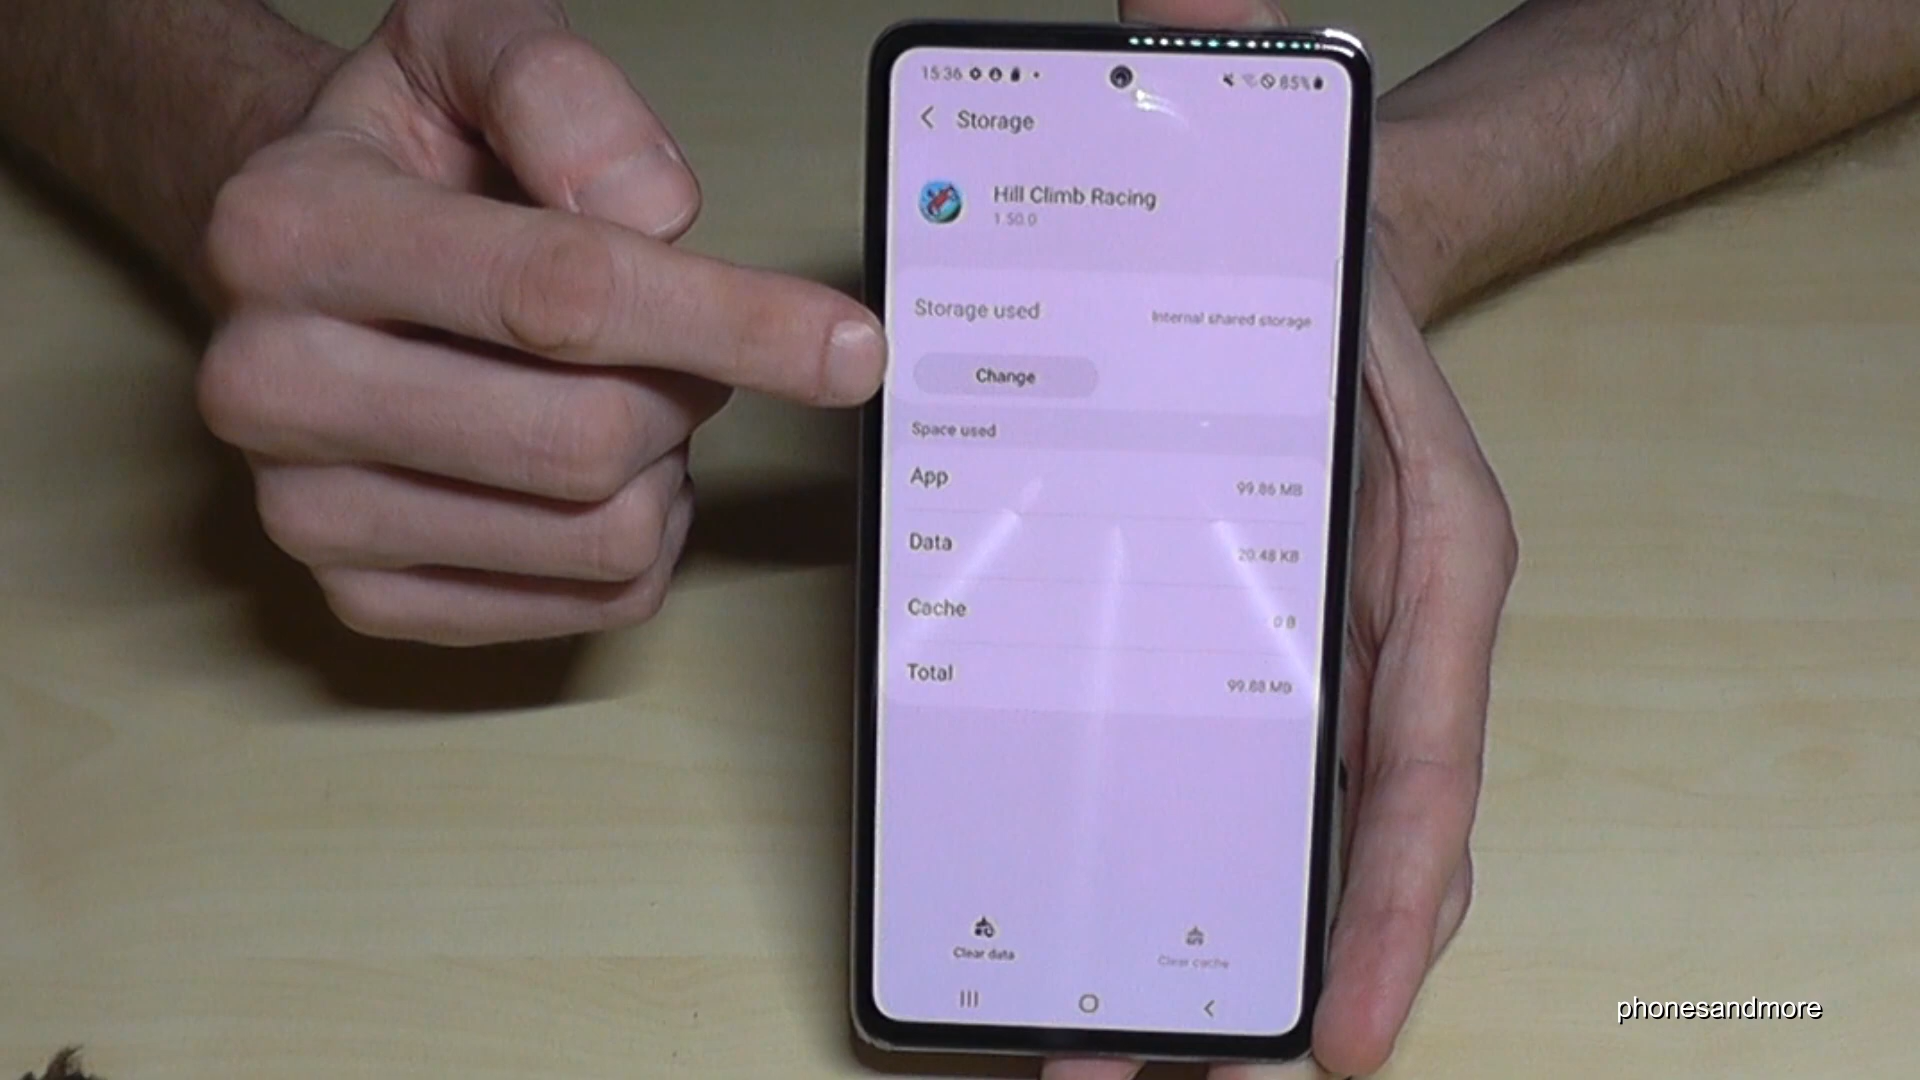 15:36
85%
Storage
Hill Climb Racing
1.50.0
Storage used
Internal shared storage
Change
Space used
App
99.86 MB
Data
20.48 KB
Cache
0 B
Total
99.88 MB
Clear data
Clear cache
phonesandmore